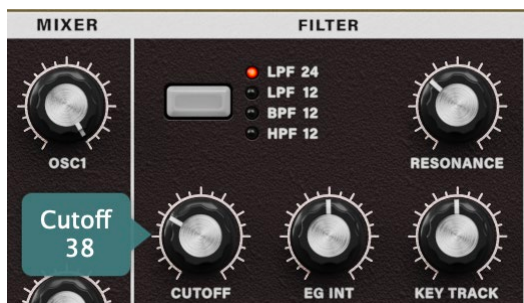 MIXER
FILTER
LPF 24
LPF 12
BPF 12
HPF 12
OSC1
RESONANCE
Cutoff
38
CUTOFF
EG INT
KEY TRACK